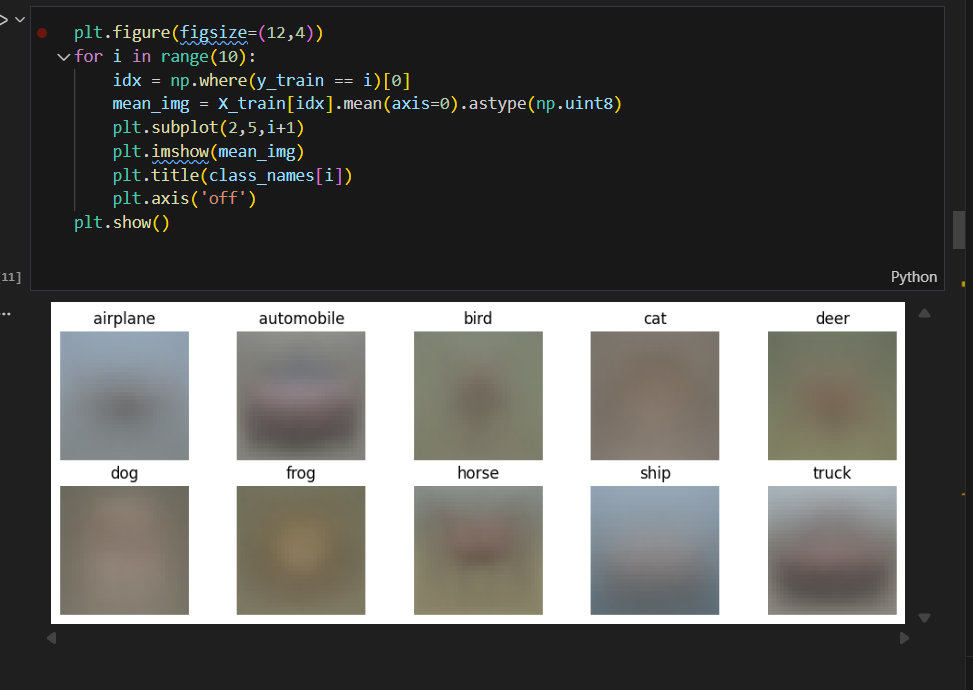 plt.figure(figsize=(12,4))
for i in range(10):
    idx = np.where(y_train == i)[0]
    mean_img = X_train[idx].mean(axis=0).astype(np.uint8)
    plt.subplot(2,5,i+1)
    plt.imshow(mean_img)
    plt.title(class_names[i])
    plt.axis('off')
plt.show()
11]
Python
...
airplane automobile bird cat deer
dog frog horse ship truck